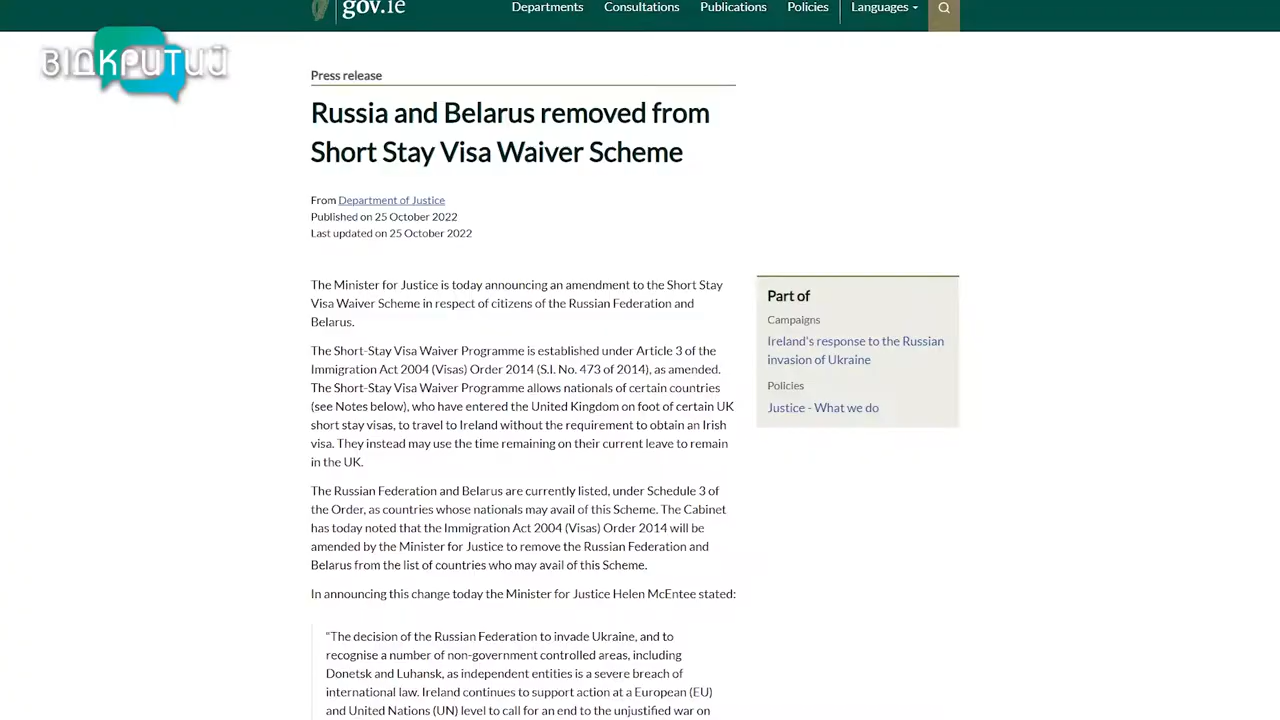 gov.ie
Departments Consultations Publications Policies Languages
ВІДКРИТИЙ
Press release
Russia and Belarus removed from
Short Stay Visa Waiver Scheme
From Department of Justice
Published on 25 October 2022
Last updated on 25 October 2022
The Minister for Justice is today announcing an amendment to the Short Stay
Visa Waiver Scheme in respect of citizens of the Russian Federation and
Belarus.
The Short-Stay Visa Waiver Programme is established under Article 3 of the
Immigration Act 2004 (Visas) Order 2014 (S.I. No. 473 of 2014), as amended.
The Short-Stay Visa Waiver Programme allows nationals of certain countries
(see Notes below), who have entered the United Kingdom on foot of certain UK
short stay visas, to travel to Ireland without the requirement to obtain an Irish
visa. They instead may use the time remaining on their current leave to remain
in the UK.
The Russian Federation and Belarus are currently listed, under Schedule 3 of
the Order, as countries whose nationals may avail of this Scheme. The Cabinet
has today noted that the Immigration Act 2004 (Visas) Order 2014 will be
amended by the Minister for Justice to remove the Russian Federation and
Belarus from the list of countries who may avail of this Scheme.
In announcing this change today the Minister for Justice Helen McEntee stated:
"The decision of the Russian Federation to invade Ukraine, and to
recognise a number of non-government controlled areas, including
Donetsk and Luhansk, as independent entities is a severe breach of
international law. Ireland continues to support action at a European (EU)
and United Nations (UN) level to call for an end to the unjustified war on
Part of
Campaigns
Ireland's response to the Russian
invasion of Ukraine
Policies
Justice - What we do